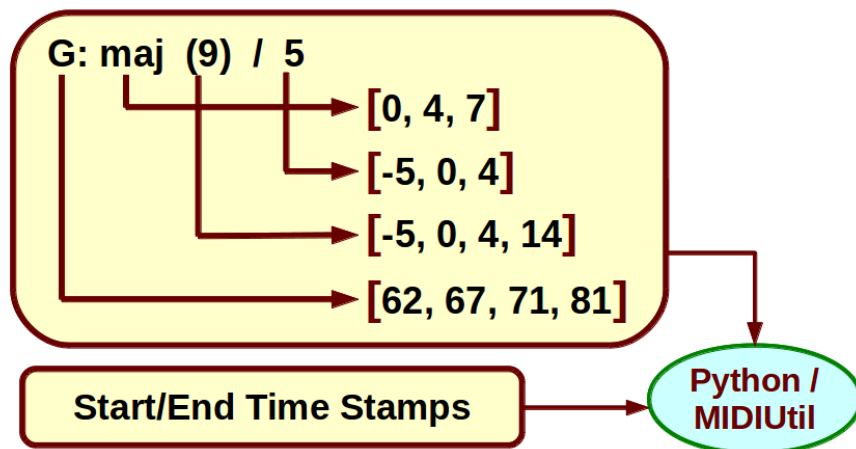 G: maj (9) / 5
[0, 4, 7]
[-5, 0, 4]
[-5, 0, 4, 14]
[62, 67, 71, 81]
Start/End Time Stamps
Python /
MIDIUtil